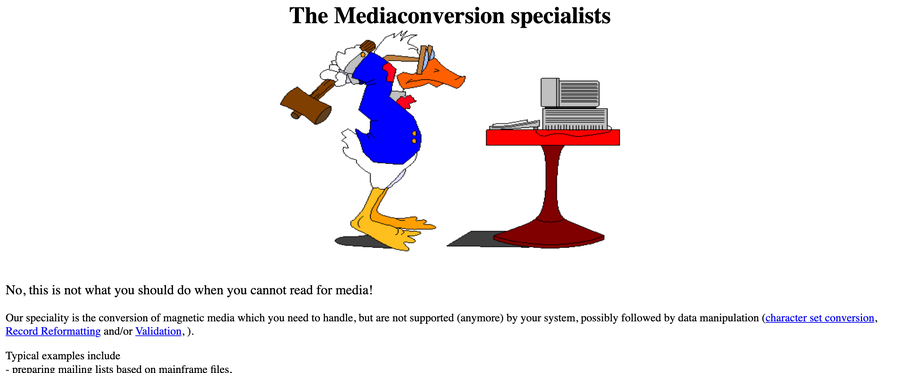 The Mediaconversion specialists
No, this is not what you should do when you cannot read for media!
Our speciality is the conversion of magnetic media which you need to handle, but are not supported (anymore) by your system, possibly followed by data manipulation (character set conversion,
Record Reformatting and/or Validation, ).
Typical examples include
- preparing mailing lists based on mainframe files,